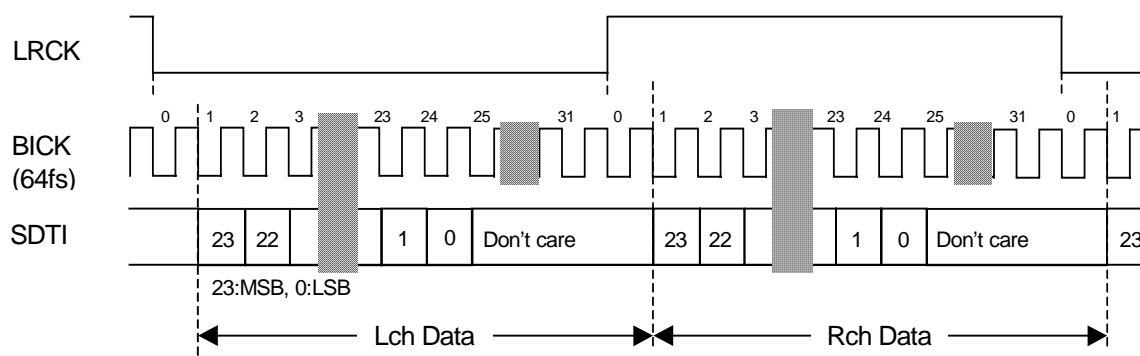 LRCK
0 1 2 3 23 24 25 31 0 1 2 3 23 24 25 31 0 1
BICK
(64fs)
SDTI
23 22 1 0 Don't care 23 22 1 0 Don't care 23
23:MSB, 0:LSB
Lch Data Rch Data